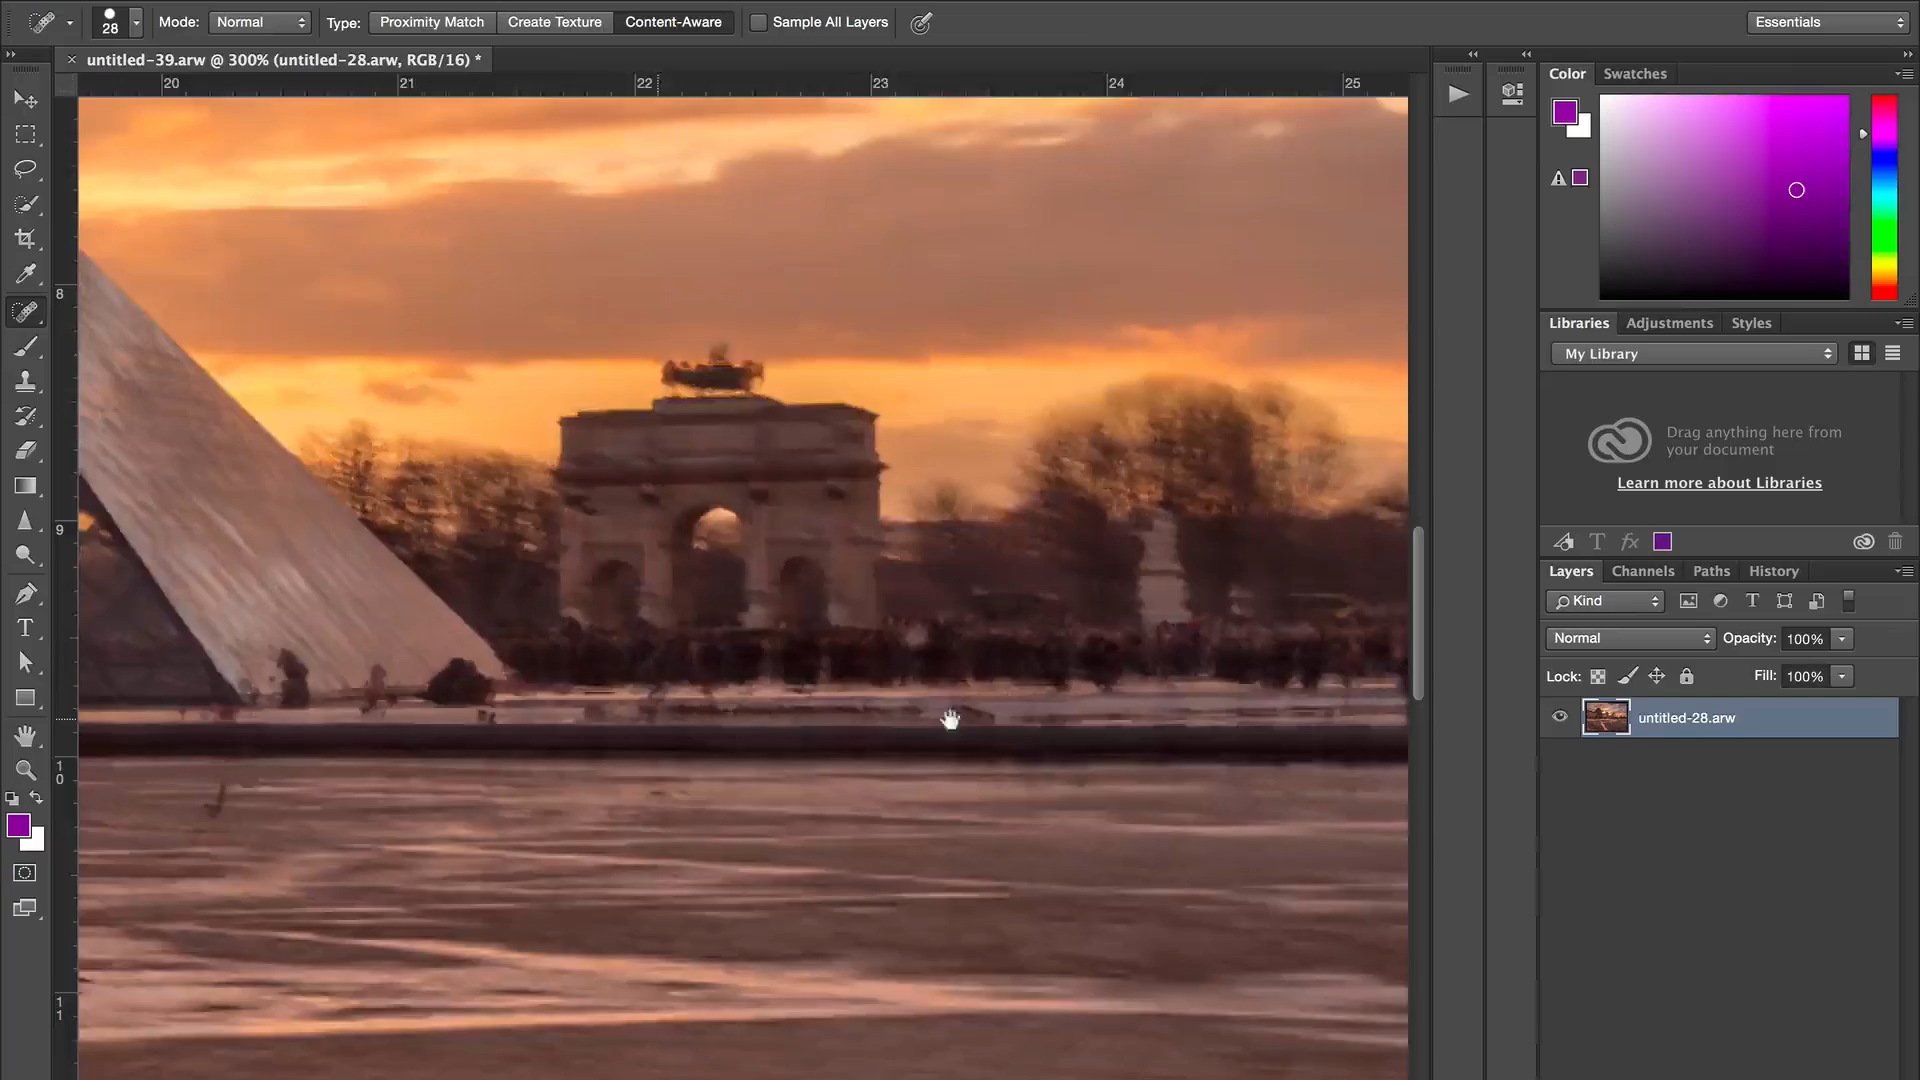 28
Mode:
Normal
Type:
Proximity Match
Create Texture
Content-Aware
Sample All Layers
Essentials
× untitled-39.arw @ 300% (untitled-28.arw, RGB/16) *
20
21
22
23
24
25
8
9
1
0
1
1
T
Color
Swatches
Libraries
Adjustments
Styles
My Library
Drag anything here from
your document
Learn more about Libraries
T fx
Layers
Channels
Paths
History
Kind
T
Normal
Opacity: 100%
Lock:
Fill: 100%
untitled-28.arw